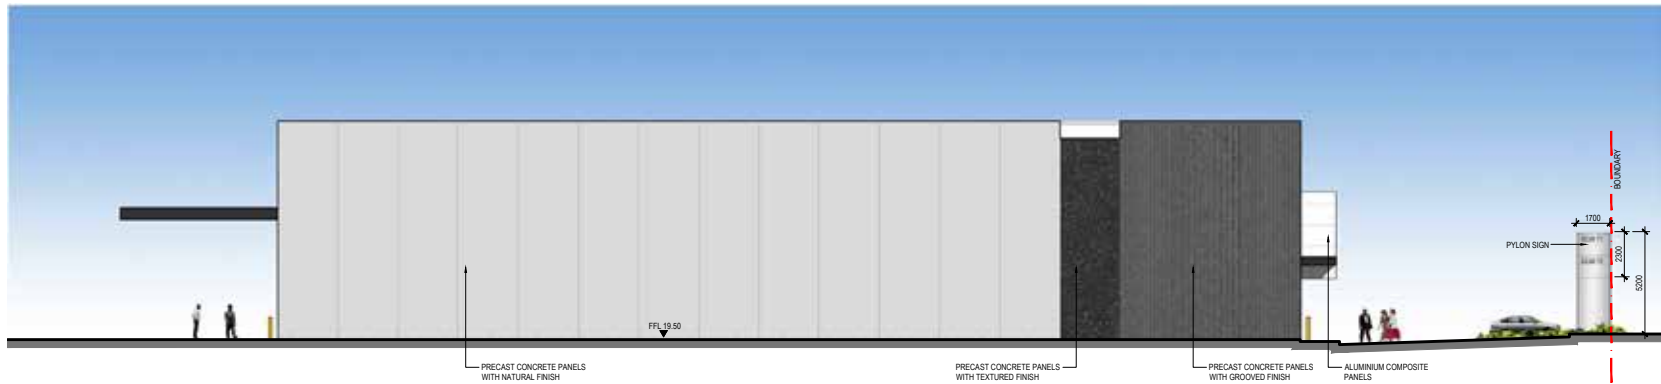 BOUNDARY
1700
PYLON SIGN
2300
5200
FFL 19.50
PRECAST CONCRETE PANELS
WITH NATURAL FINISH
PRECAST CONCRETE PANELS
WITH TEXTURED FINISH
PRECAST CONCRETE PANELS
WITH GROOVED FINISH
ALUMINIUM COMPOSITE
PANELS